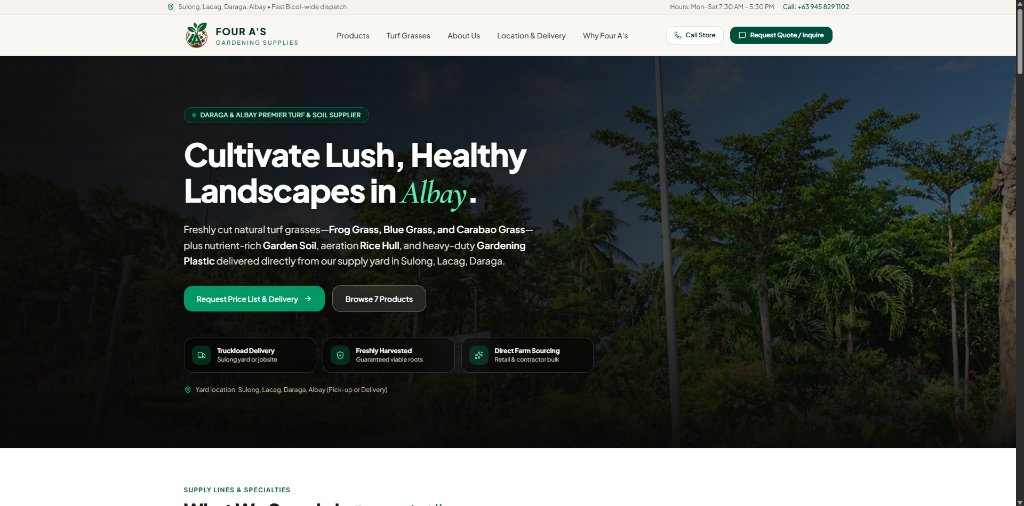 Sulong, Lacag, Daraga, Albay • Fast Bicol-wide dispatch
Hours: Mon–Sat 7:30 AM – 5:30 PM
Call: +63 945 829 1102
FOUR A'S
GARDENING SUPPLIES
Products
Turf Grasses
About Us
Location & Delivery
Why Four A's
Call Store
Request Quote / Inquire
DARAGA & ALBAY PREMIER TURF & SOIL SUPPLIER
Cultivate Lush, Healthy
Landscapes in Albay.
Freshly cut natural turf grasses—Frog Grass, Blue Grass, and Carabao Grass—
plus nutrient-rich Garden Soil, aeration Rice Hull, and heavy-duty Gardening
Plastic delivered directly from our supply yard in Sulong, Lacag, Daraga.
Request Price List & Delivery
Browse 7 Products
Truckload Delivery
Sulong yard or jobsite
Freshly Harvested
Guaranteed viable roots
Direct Farm Sourcing
Retail & contractor bulk
Yard location: Sulong, Lacag, Daraga, Albay (Pick-up or Delivery)
SUPPLY LINES & SPECIALTIES